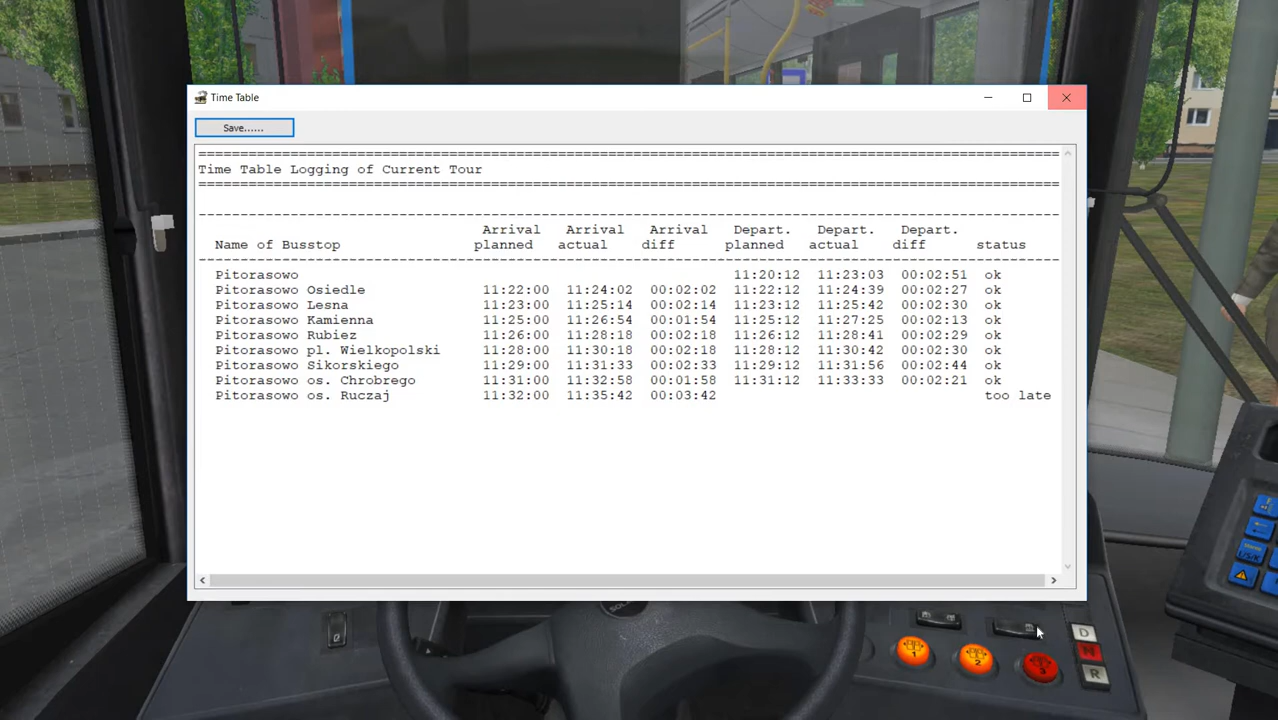 Time Table
Save......
================================================================================
Time Table Logging of Current Tour
================================================================================
--------------------------------------------------------------------------------
Arrival Arrival Arrival Depart. Depart. Depart.
Name of Busstop planned actual diff planned actual diff status
--------------------------------------------------------------------------------
Pitorasowo 11:20:12 11:23:03 00:02:51 ok
Pitorasowo Osiedle 11:22:00 11:24:02 00:02:02 11:22:12 11:24:39 00:02:27 ok
Pitorasowo Lesna 11:23:00 11:25:14 00:02:14 11:23:12 11:25:42 00:02:30 ok
Pitorasowo Kamienna 11:25:00 11:26:54 00:01:54 11:25:12 11:27:25 00:02:13 ok
Pitorasowo Rubiez 11:26:00 11:28:18 00:02:18 11:26:12 11:28:41 00:02:29 ok
Pitorasowo pl. Wielkopolski 11:28:00 11:30:18 00:02:18 11:28:12 11:30:42 00:02:30 ok
Pitorasowo Sikorskiego 11:29:00 11:31:33 00:02:33 11:29:12 11:31:56 00:02:44 ok
Pitorasowo os. Chrobrego 11:31:00 11:32:58 00:01:58 11:31:12 11:33:33 00:02:21 ok
Pitorasowo os. Ruczaj 11:32:00 11:35:42 00:03:42 too late
1
2
3
D
N
R